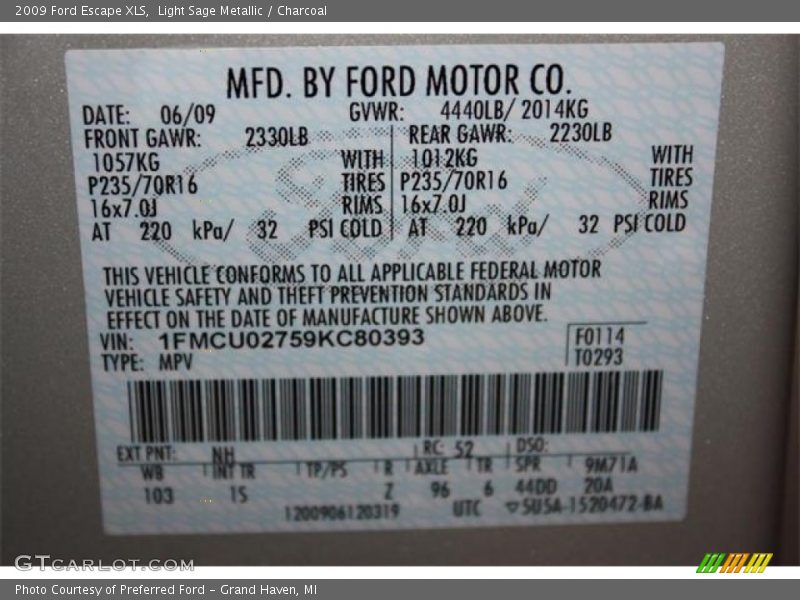 2009 Ford Escape XLS, Light Sage Metallic / Charcoal
MFD. BY FORD MOTOR CO.
DATE: 06/09 GVWR: 4440LB/ 2014KG
FRONT GAWR: 2330LB REAR GAWR: 2230LB
1057KG WITH 1012KG WITH
P235/70R16 TIRES P235/70R16 TIRES
16x7.0J RIMS 16x7.0J RIMS
AT 220 kPa/ 32 PSI COLD AT 220 kPa/ 32 PSI COLD
THIS VEHICLE CONFORMS TO ALL APPLICABLE FEDERAL MOTOR
VEHICLE SAFETY AND THEFT PREVENTION STANDARDS IN
EFFECT ON THE DATE OF MANUFACTURE SHOWN ABOVE.
VIN: 1FMCU02759KC80393 F0114
TYPE: MPV T0293
EXT PNT: NH RC: 52 DSO:
WB INT TR TP/PS R AXLE TR SPR 9M71A
103 1S Z 96 6 44DD 20A
1200906120319 UTC ▽5U5A-1520472-BA
GTCARLOT.COM
Photo Courtesy of Preferred Ford - Grand Haven, MI